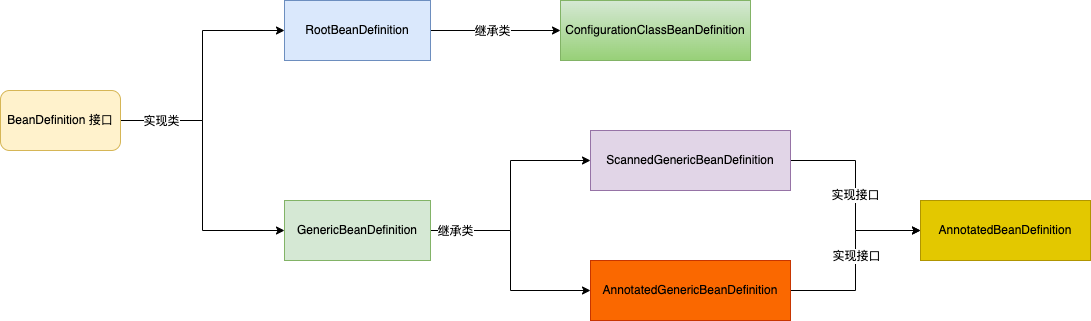 RootBeanDefinition
继承类
ConfigurationClassBeanDefinition
BeanDefinition 接口
实现类
ScannedGenericBeanDefinition
实现接口
GenericBeanDefinition
继承类
AnnotatedBeanDefinition
实现接口
AnnotatedGenericBeanDefinition